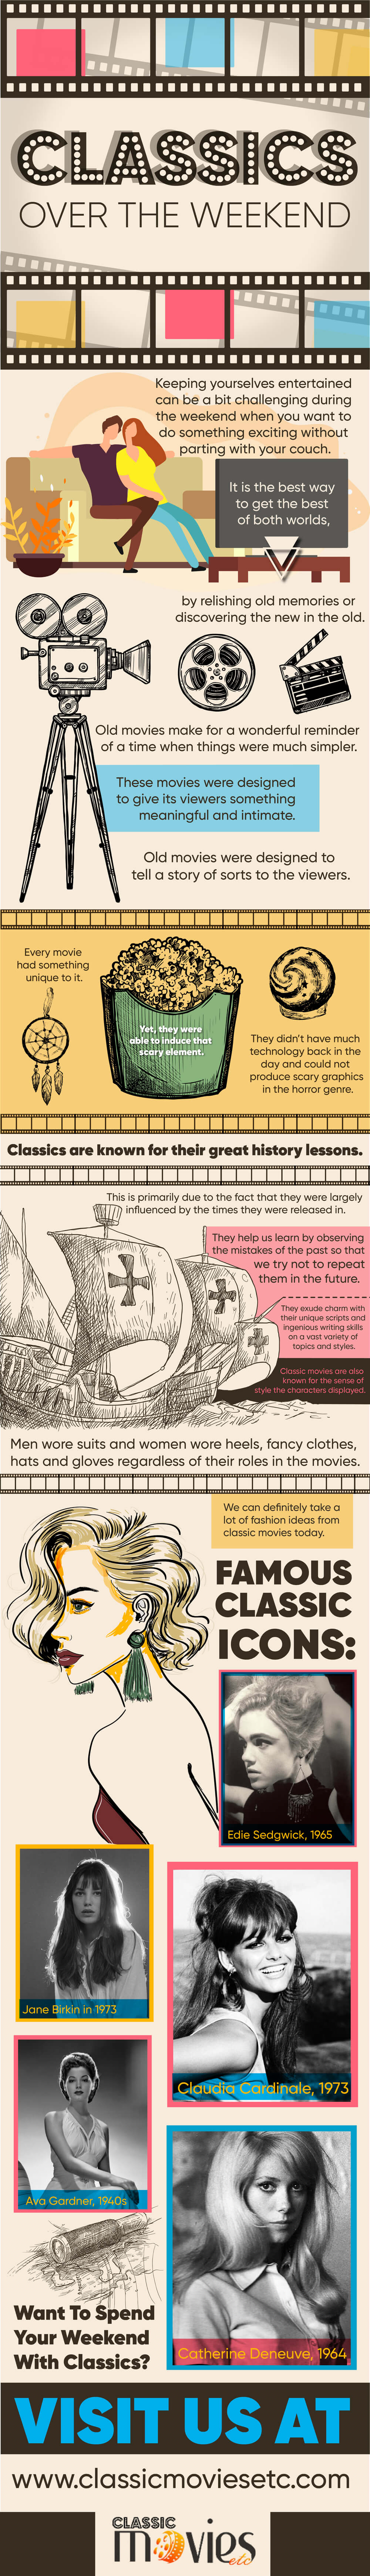 CLASSICS
OVER THE WEEKEND
Keeping yourselves entertained
can be a bit challenging during
the weekend when you want to
do something exciting without
parting with your couch.
It is the best way
to get the best
of both worlds,
by relishing old memories or
discovering the new in the old.
Old movies make for a wonderful reminder
of a time when things were much simpler.
These movies were designed
to give its viewers something
meaningful and intimate.
Old movies were designed to
tell a story of sorts to the viewers.
Every movie
had something
unique to it.
Yet, they were
able to induce that
scary element.
They didn't have much
technology back in the
day and could not
produce scary graphics
in the horror genre.
Classics are known for their great history lessons.
This is primarily due to the fact that they were largely
influenced by the times they were released in.
They help us learn by observing
the mistakes of the past so that
we try not to repeat
them in the future.
They exude charm with
their unique scripts and
ingenious writing skills
on a vast variety of
topics and styles.
Classic movies are also
known for the sense of
style the characters displayed.
Men wore suits and women wore heels, fancy clothes,
hats and gloves regardless of their roles in the movies.
We can definitely take a
lot of fashion ideas from
classic movies today.
FAMOUS
CLASSIC
ICONS:
Edie Sedgwick, 1965
Jane Birkin in 1973
Claudia Cardinale, 1973
Ava Gardner, 1940s
Catherine Deneuve, 1964
Want To Spend
Your Weekend
With Classics?
VISIT US AT
www.classicmoviesetc.com
CLASSIC
movies
etc